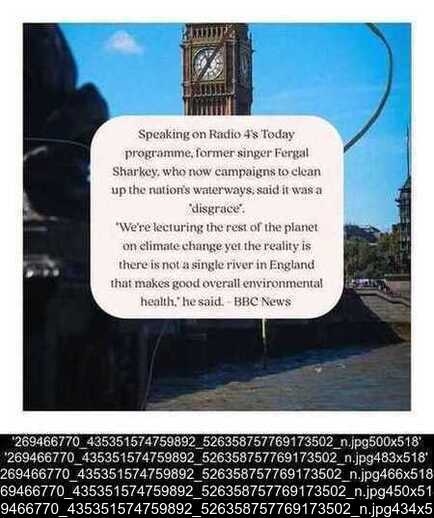 Speaking on Radio 4's Today
programme, former singer Fergal
Sharkey, who now campaigns to clean
up the nation's waterways, said it was a
"disgrace".
"We're lecturing the rest of the planet
on climate change yet the reality is
there is not a single river in England
that makes good overall environmental
health," he said. - BBC News
'269466770_435351574759892_526358757769173502_n.jpg500x518'
'269466770_435351574759892_526358757769173502_n.jpg483x518'
269466770_435351574759892_526358757769173502_n.jpg466x518
69466770_435351574759892_526358757769173502_n.jpg450x51
9466770_435351574759892_526358757769173502_n.jpg434x5